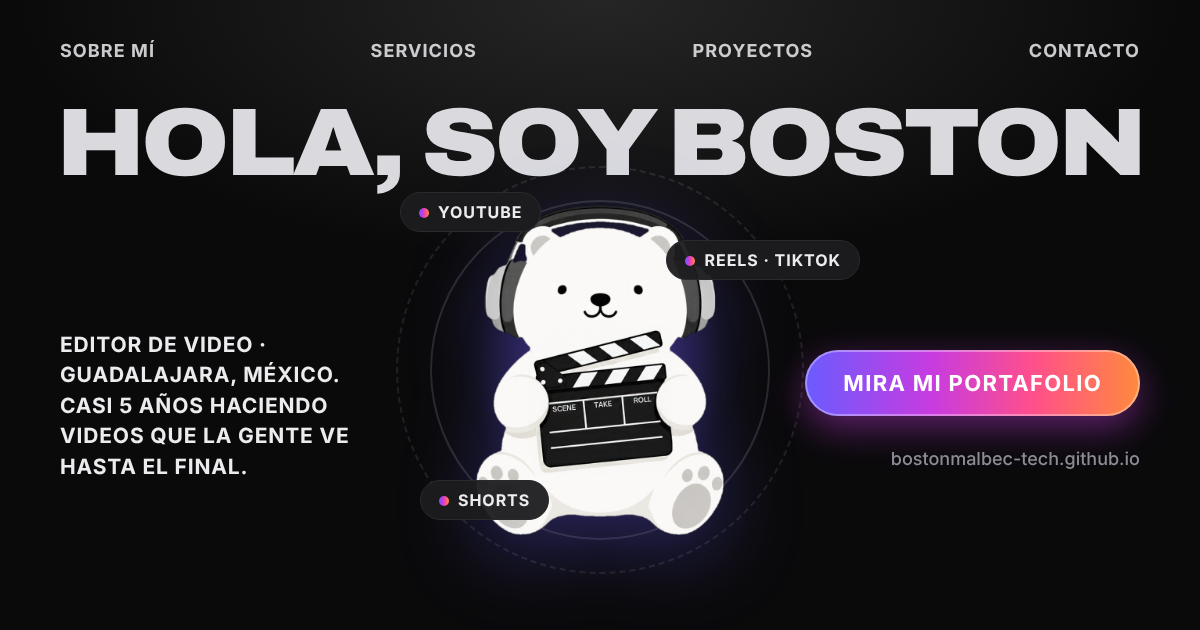 SOBRE MÍ SERVICIOS PROYECTOS CONTACTO
HOLA, SOY BOSTON
YOUTUBE
REELS · TIKTOK
EDITOR DE VIDEO ·
GUADALAJARA, MÉXICO.
CASI 5 AÑOS HACIENDO
VIDEOS QUE LA GENTE VE
HASTA EL FINAL.
SCENE TAKE ROLL
SHORTS
MIRA MI PORTAFOLIO
bostonmalbec-tech.github.io